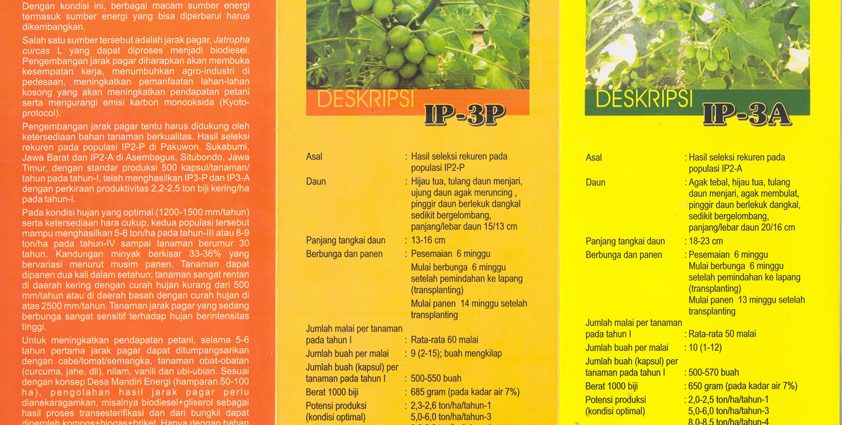 Dengan kondisi ini, berbagai macam sumber energi
termasuk sumber energi yang bisa diperbarui harus
dikembangkan.
Salah satu sumber tersebut adalah jarak pagar, Jatropha
curcas L yang dapat diproses menjadi biodiesel.
Pengembangan jarak pagar diharapkan akan membuka
kesempatan kerja, menumbuhkan agro-industri di
pedesaan, meningkatkan pemanfaatan lahan-lahan
kosong yang akan meningkatkan pendapatan petani
serta mengurangi emisi karbon monooksida (Kyoto-
protocol).
Pengembangan jarak pagar tentu harus didukung oleh
ketersediaan bahan tanaman berkualitas. Hasil seleksi
rekuren pada populasi IP2-P di Pakuwon, Sukabumi,
Jawa Barat dan IP2-A di Asembagus, Situbondo, Jawa
Timur, dengan standar produksi 500 kapsul/tanaman/
tahun pada tahun-I, telah menghasilkan IP3-P dan IP3-A
dengan perkiraan produktivitas 2,2-2,5 ton biji kering/ha
pada tahun-I.
Pada kondisi hujan yang optimal (1200-1500 mm/tahun)
serta ketersediaan hara cukup, kedua populasi tersebut
mampu menghasilkan 5-6 ton/ha pada tahun-III atau 8-9
ton/ha pada tahun-IV sampai tanaman berumur 30
tahun. Kandungan minyak berkisar 33-36% yang
bervariasi menurut musim panen. Tanaman dapat
dipanen dua kali dalam setahun; tanaman sangat rentan
di daerah kering dengan curah hujan kurang dari 500
mm/tahun atau di daerah basah dengan curah hujan di
atas 2500 mm/tahun. Tanaman jarak pagar yang sedang
berbunga sangat sensitif terhadap hujan berintensitas
tinggi.
Untuk meningkatkan pendapatan petani, selama 5-6
tahun pertama jarak pagar dapat ditumpangsarikan
dengan cabe/tomat/semangka, tanaman obat-obatan
(curcuma, jahe, dll), nilam, vanili dan ubi-ubian. Sesuai
dengan konsep Desa Mandiri Energi (hamparan 50-100
ha), pengolahan hasil jarak pagar perlu
dianekaragamkan, misalnya biodiesel+gliserol sebagai
hasil proses transesterifikasi dan dari bungkil dapat
diperoleh kompos+biogas+briket. Hanya dengan bahan
DESKRIPSI IP-3P
Asal : Hasil seleksi rekuren pada
populasi IP2-P
Daun : Hijau tua, tulang daun menjari,
ujung daun agak meruncing ,
pinggir daun berlekuk dangkal
sedikit bergelombang,
panjang/lebar daun 15/13 cm
Panjang tangkai daun : 13-16 cm
Berbunga dan panen : Pesemaian 6 minggu
Mulai berbunga 6 minggu
setelah pemindahan ke lapang
(transplanting)
Mulai panen 14 minggu setelah
transplanting
Jumlah malai per tanaman
pada tahun I : Rata-rata 60 malai
Jumlah buah per malai : 9 (2-15); buah mengkilap
Jumlah buah (kapsul) per
tanaman pada tahun I : 500-550 buah
Berat 1000 biji : 685 gram (pada kadar air 7%)
Potensi produksi : 2,3-2,6 ton/ha/tahun-1
(kondisi optimal) 5,0-6,0 ton/ha/tahun-3
DESKRIPSI IP-3A
Asal : Hasil seleksi rekuren pada
populasi IP2-A
Daun : Agak tebal, hijau tua, tulang
daun menjari, agak membulat,
pinggir daun berlekuk dangkal,
sedikit bergelombang,
panjang/lebar daun 20/16 cm
Panjang tangkai daun : 18-23 cm
Berbunga dan panen : Pesemaian 6 minggu
Mulai berbunga 6 minggu
setelah pemindahan ke lapang
(transplanting)
Mulai panen 13 minggu setelah
transplanting
Jumlah malai per tanaman
pada tahun I : Rata-rata 50 malai
Jumlah buah per malai : 10 (1-12)
Jumlah buah (kapsul) per
tanaman pada tahun I : 500-570 buah
Berat 1000 biji : 650 gram (pada kadar air 7%)
Potensi produksi : 2,0-2,5 ton/ha/tahun-1
(kondisi optimal) 5,0-6,0 ton/ha/tahun-3
8,0-8,5 ton/ha/tahun-4